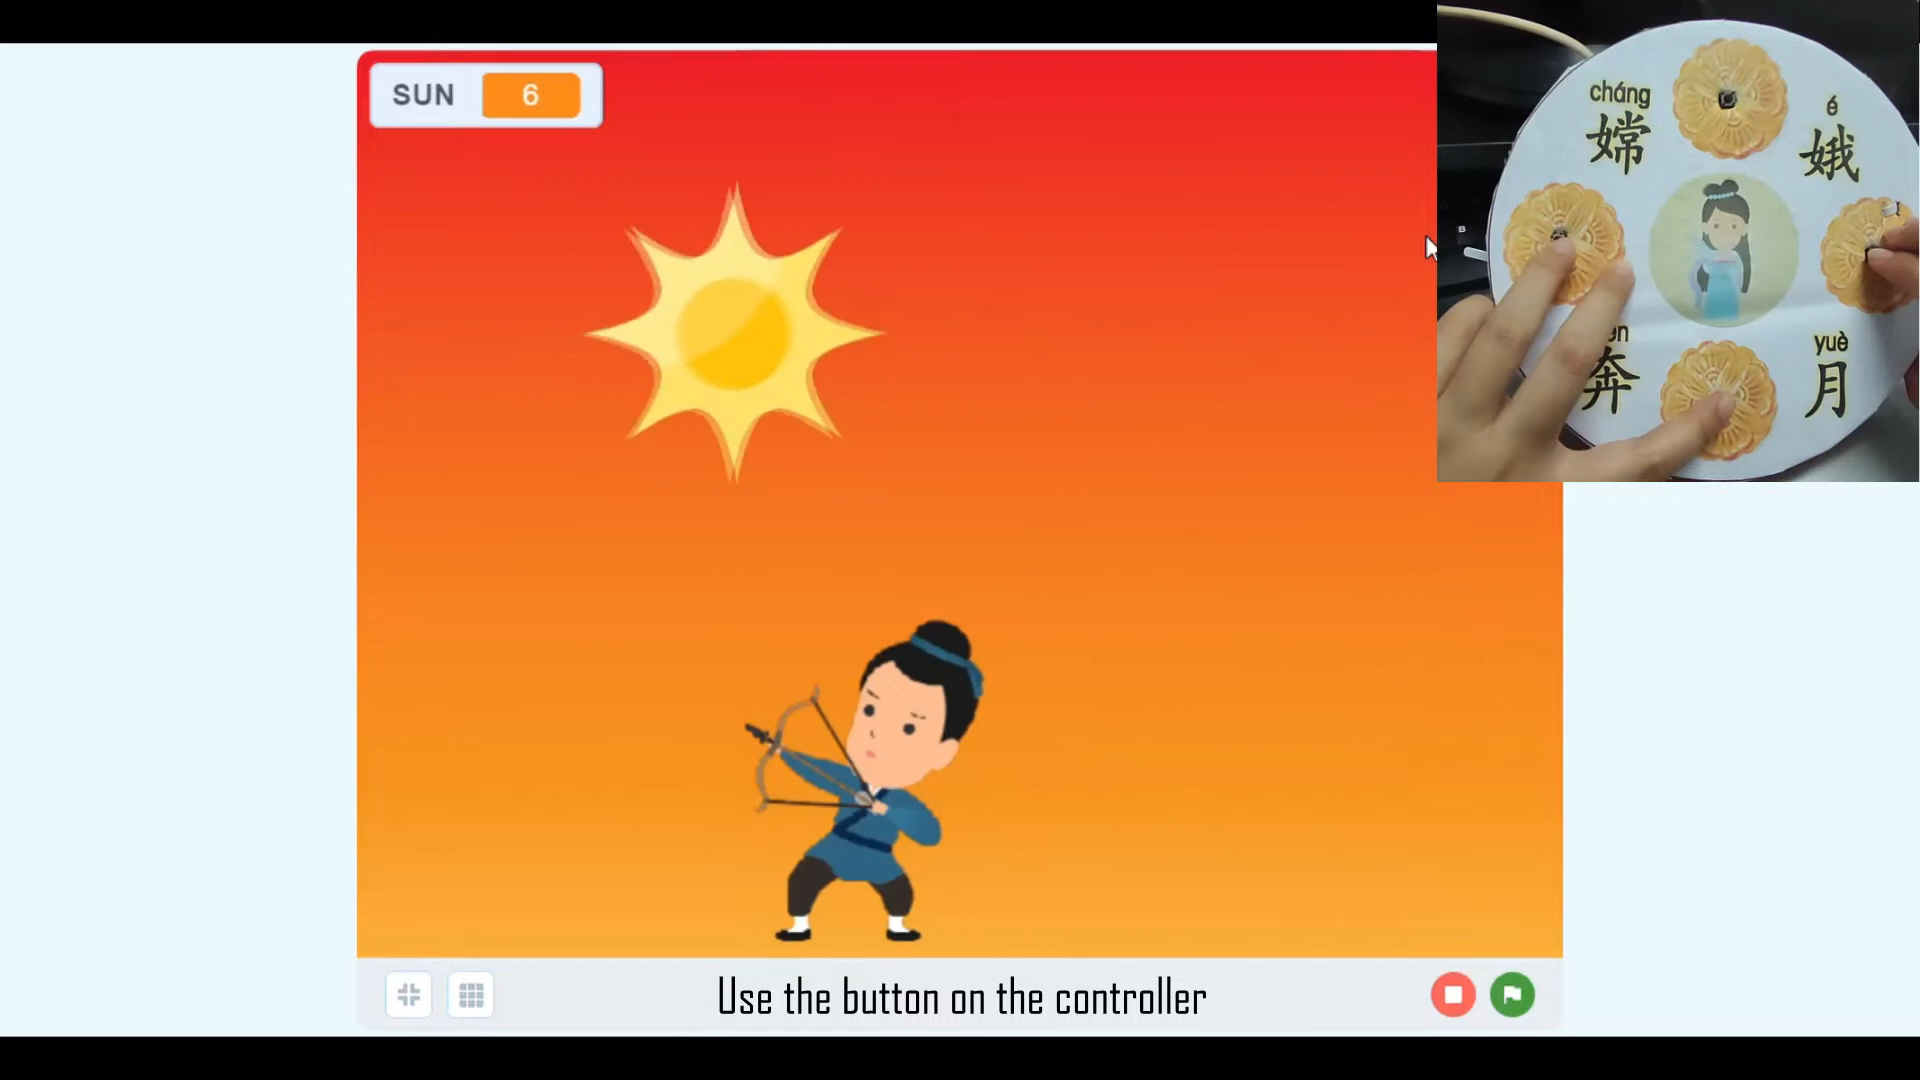 SUN 6
cháng
嫦
é
娥
B
奔
yuè
月
Use the button on the controller